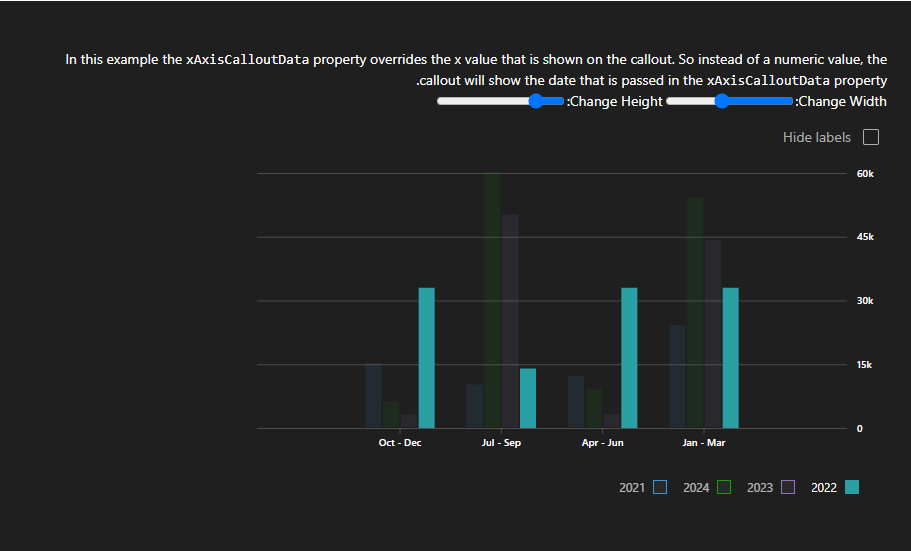 In this example the xAxisCalloutData property overrides the x value that is shown on the callout. So instead of a numeric value, the
.callout will show the date that is passed in the xAxisCalloutData property
:Change Height :Change Width
Hide labels
60k
45k
30k
15k
0
Oct - Dec Jul - Sep Apr - Jun Jan - Mar
2021 2024 2023 2022